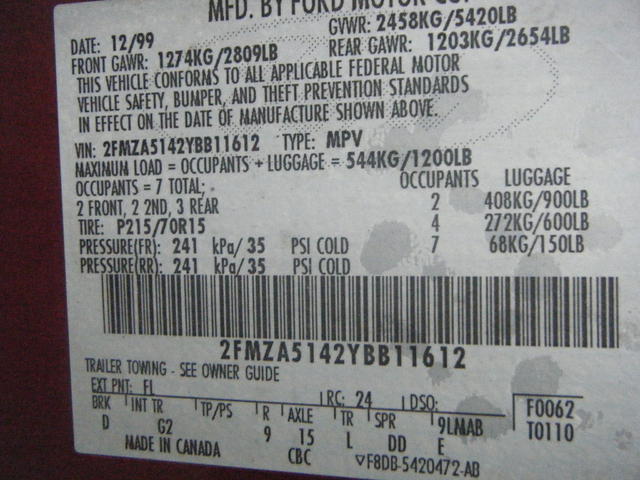 MFD. BY FORD MOTOR CO.
DATE: 12/99 GVWR: 2458KG/5420LB
FRONT GAWR: 1274KG/2809LB REAR GAWR: 1203KG/2654LB
THIS VEHICLE CONFORMS TO ALL APPLICABLE FEDERAL MOTOR
VEHICLE SAFETY, BUMPER, AND THEFT PREVENTION STANDARDS
IN EFFECT ON THE DATE OF MANUFACTURE SHOWN ABOVE.
VIN: 2FMZA5142YBB11612 TYPE: MPV
MAXIMUM LOAD = OCCUPANTS + LUGGAGE = 544KG/1200LB
OCCUPANTS = 7 TOTAL; OCCUPANTS LUGGAGE
2 FRONT, 2 2ND, 3 REAR 2 408KG/900LB
TIRE: P215/70R15 4 272KG/600LB
PRESSURE(FR): 241 kPa/35 PSI COLD 7 68KG/150LB
PRESSURE(RR): 241 kPa/35 PSI COLD
2FMZA5142YBB11612
TRAILER TOWING - SEE OWNER GUIDE
EXT PNT: FL RC: 24 DSO: F0062
BRK INT TR TP/PS R AXLE TR SPR 9LMAB T0110
D G2 9 15 L DD E
MADE IN CANADA CBC ▽F8DB-5420472-AB